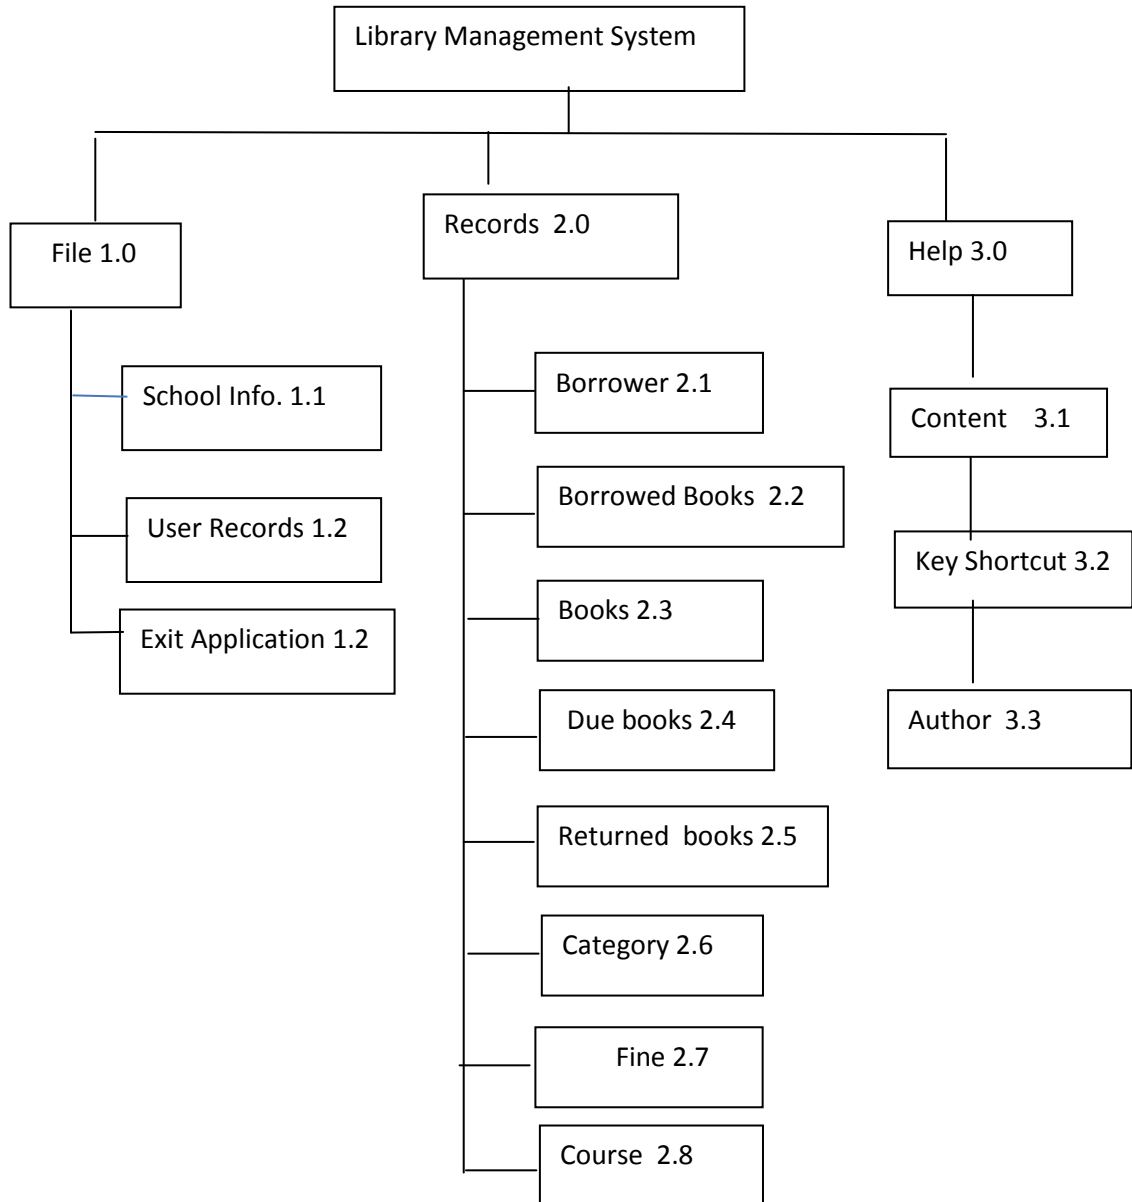 Library Management System
File 1.0
Records 2.0
Help 3.0
School Info. 1.1
User Records 1.2
Exit Application 1.2
Borrower 2.1
Borrowed Books 2.2
Books 2.3
Due books 2.4
Returned books 2.5
Category 2.6
Fine 2.7
Course 2.8
Content 3.1
Key Shortcut 3.2
Author 3.3